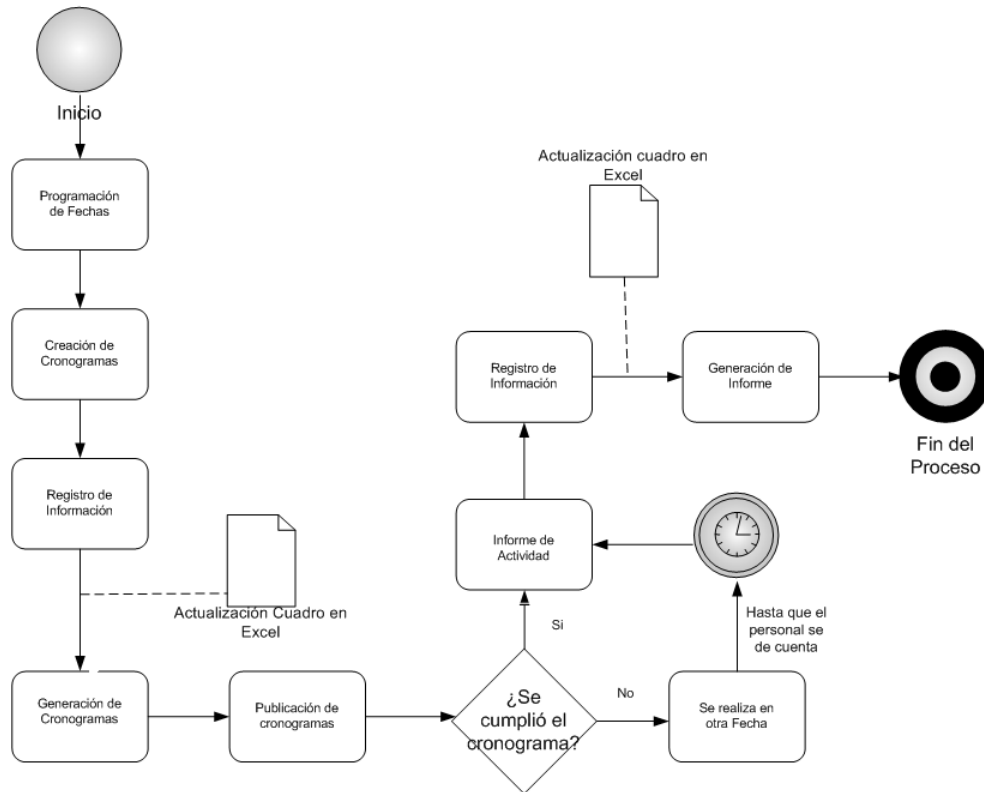 Inicio
Programación
de Fechas
Creación de
Cronogramas
Registro de
Información
Actualización Cuadro en
Excel
Generación de
Cronogramas
Publicación de
cronogramas
¿Se
cumplió el
cronograma?
Si
No
Se realiza en
otra Fecha
Hasta que el
personal se
de cuenta
Informe de
Actividad
Registro de
Información
Actualización cuadro en
Excel
Generación de
Informe
Fin del
Proceso